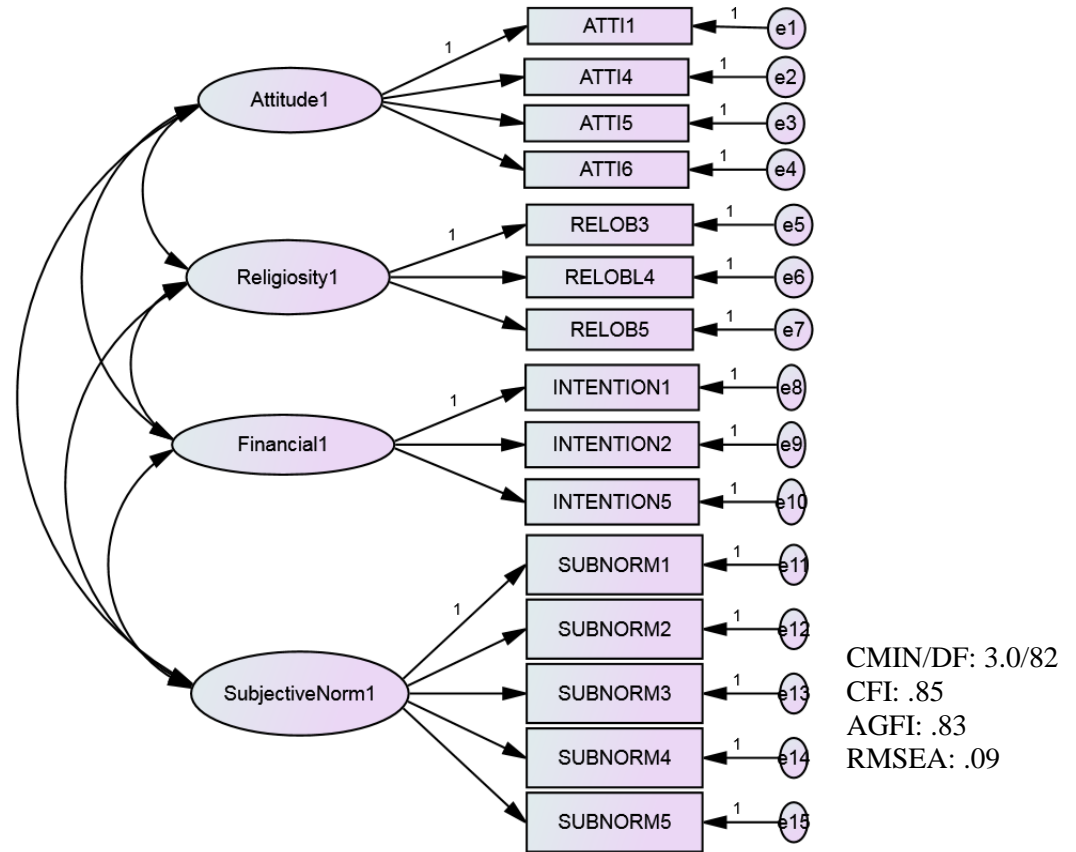 ATTI1
1
e1
1
Attitude1
ATTI4
1
e2
ATTI5
1
e3
ATTI6
1
e4
1
RELOB3
1
e5
Religiosity1
RELOBL4
1
e6
RELOB5
1
e7
1
INTENTION1
1
e8
Financial1
INTENTION2
1
e9
INTENTION5
1
e10
SUBNORM1
1
e11
1
SUBNORM2
1
e12
SubjectiveNorm1
SUBNORM3
1
e13
SUBNORM4
1
e14
SUBNORM5
1
e15
CMIN/DF: 3.0/82
CFI: .85
AGFI: .83
RMSEA: .09